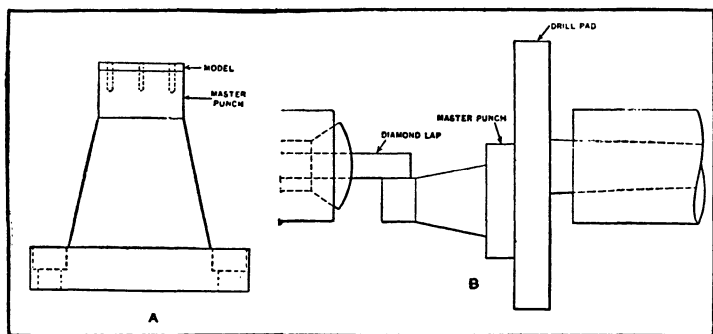 MODEL
MASTER
PUNCH
A
DRILL PAD
MASTER PUNCH
DIAMOND LAP
B